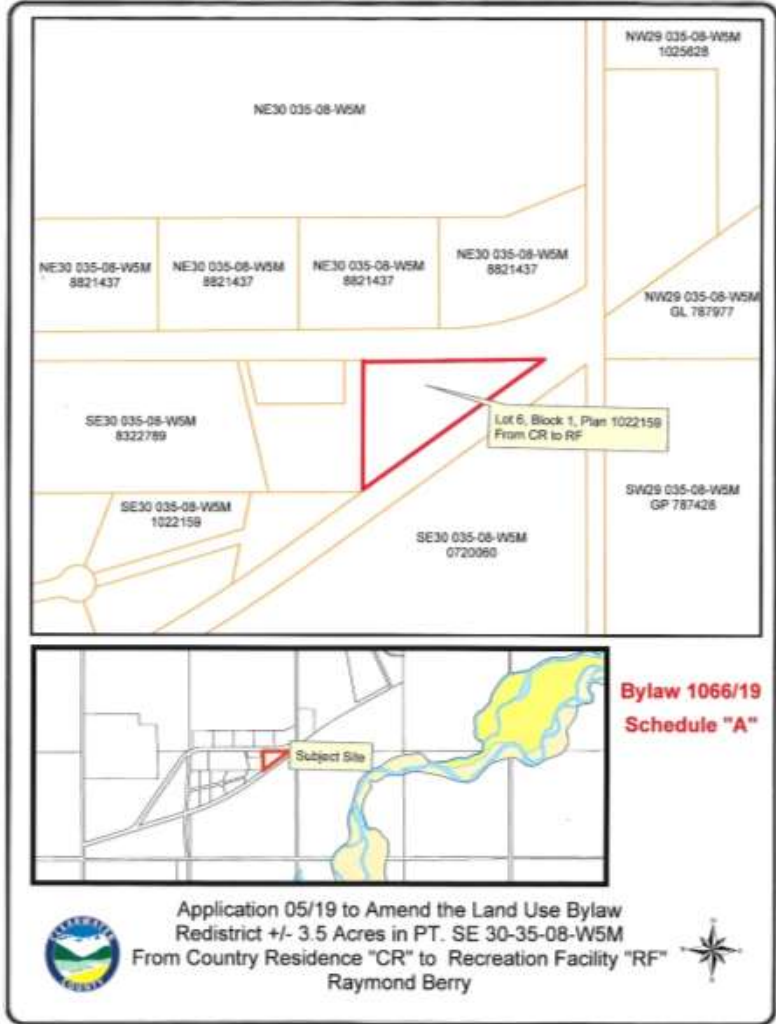 NW29 035-08-W5M
1025628
NE30 035-08-W5M
NE30 035-08-W5M
8821437
NE30 035-08-W5M
8821437
NE30 035-08-W5M
8821437
NE30 035-08-W5M
8821437
NW29 035-08-W5M
GL 787977
SE30 035-08-W5M
8322789
Lot 6, Block 1, Plan 1022159
From CR to RF
SE30 035-08-W5M
1022159
SW29 035-08-W5M
GP 787428
SE30 035-08-W5M
0720060
Bylaw 1066/19
Schedule "A"
Subject Site
Application 05/19 to Amend the Land Use Bylaw
Redistrict +/- 3.5 Acres in PT. SE 30-35-08-W5M
From Country Residence "CR" to Recreation Facility "RF"
Raymond Berry
CLEARWATER
COUNTY